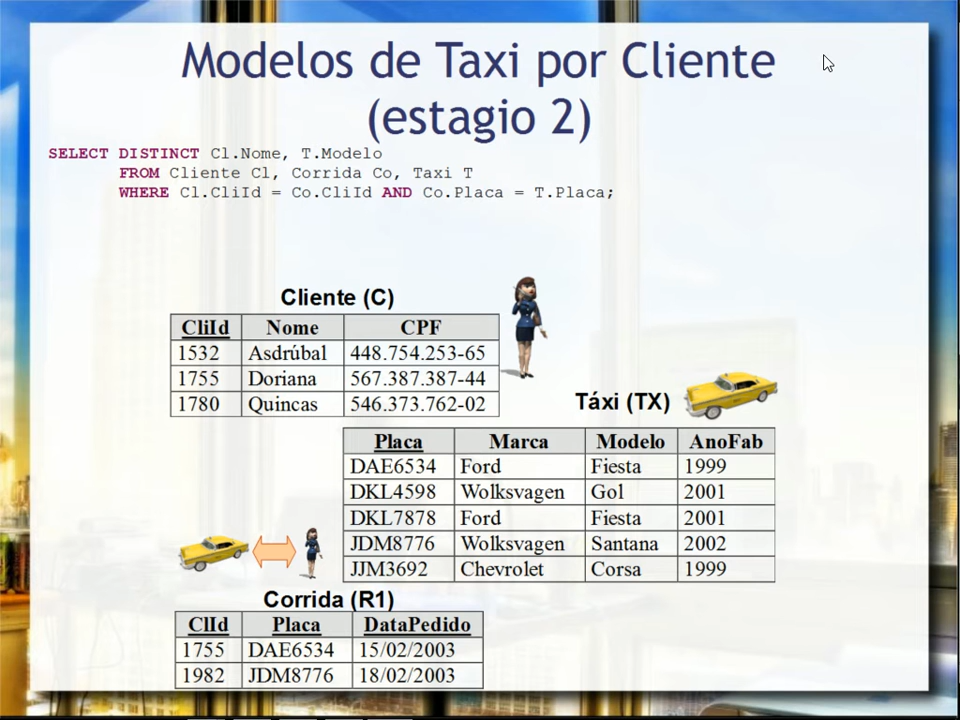 Modelos de Taxi por Cliente
(estagio 2)
SELECT DISTINCT Cl.Nome, T.Modelo
FROM Cliente Cl, Corrida Co, Taxi T
WHERE Cl.CliId = Co.CliId AND Co.Placa = T.Placa;
Cliente (C)
CliId Nome CPF
1532 Asdrúbal 448.754.253-65
1755 Doriana 567.387.387-44
1780 Quincas 546.373.762-02
Táxi (TX)
Placa Marca Modelo AnoFab
DAE6534 Ford Fiesta 1999
DKL4598 Wolksvagen Gol 2001
DKL7878 Ford Fiesta 2001
JDM8776 Wolksvagen Santana 2002
JJM3692 Chevrolet Corsa 1999
Corrida (R1)
ClId Placa DataPedido
1755 DAE6534 15/02/2003
1982 JDM8776 18/02/2003